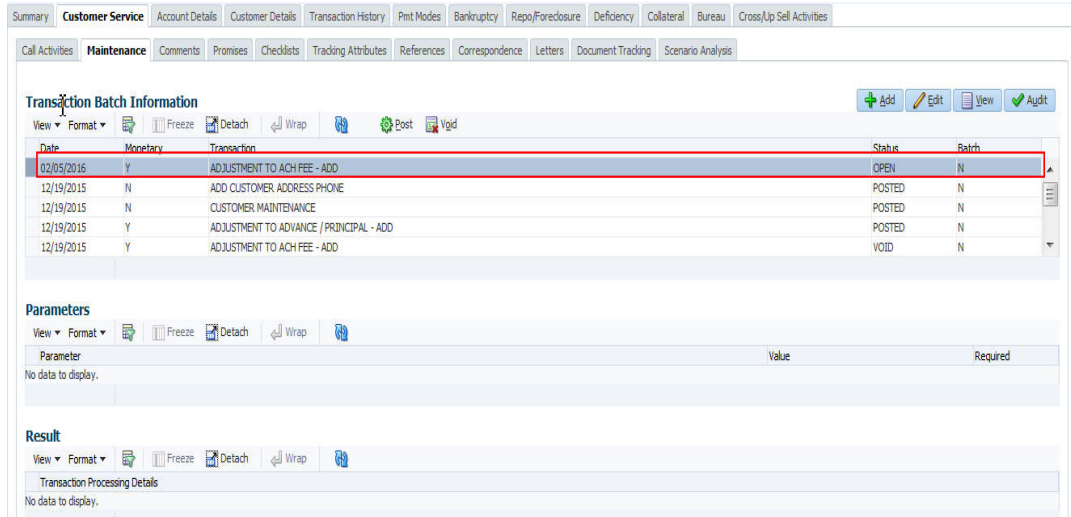 Summary Customer Service Account Details Customer Details Transaction History Pmt Modes Bankruptcy Repo/Foreclosure Deficiency Collateral Bureau Cross/Up Sell Activities
Call Activities Maintenance Comments Promises Checklists Tracking Attributes References Correspondence Letters Document Tracking Scenario Analysis
Transaction Batch Information
Add Edit View Audit
View Format Freeze Detach Wrap Post Void
Date Monetary Transaction Status Batch
02/05/2016 Y ADJUSTMENT TO ACH FEE - ADD OPEN N
12/19/2015 N ADD CUSTOMER ADDRESS PHONE POSTED N
12/19/2015 N CUSTOMER MAINTENANCE POSTED N
12/19/2015 Y ADJUSTMENT TO ADVANCE / PRINCIPAL - ADD POSTED N
12/19/2015 Y ADJUSTMENT TO ACH FEE - ADD VOID N
Parameters
View Format Freeze Detach Wrap
Parameter Value Required
No data to display.
Result
View Format Freeze Detach Wrap
Transaction Processing Details
No data to display.